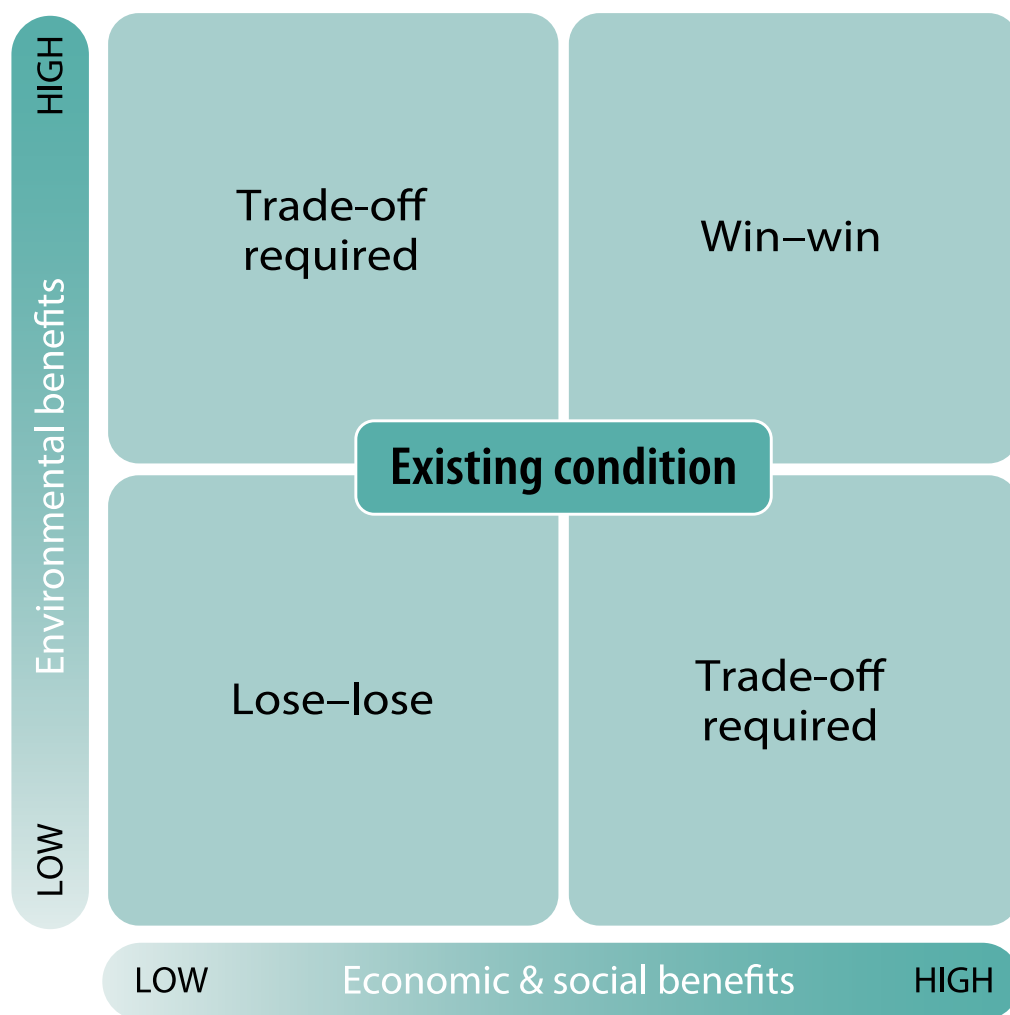 HIGH
Environmental benefits
LOW
Trade-off
required
Win–win
Existing condition
Lose–lose
Trade-off
required
LOW
Economic & social benefits
HIGH